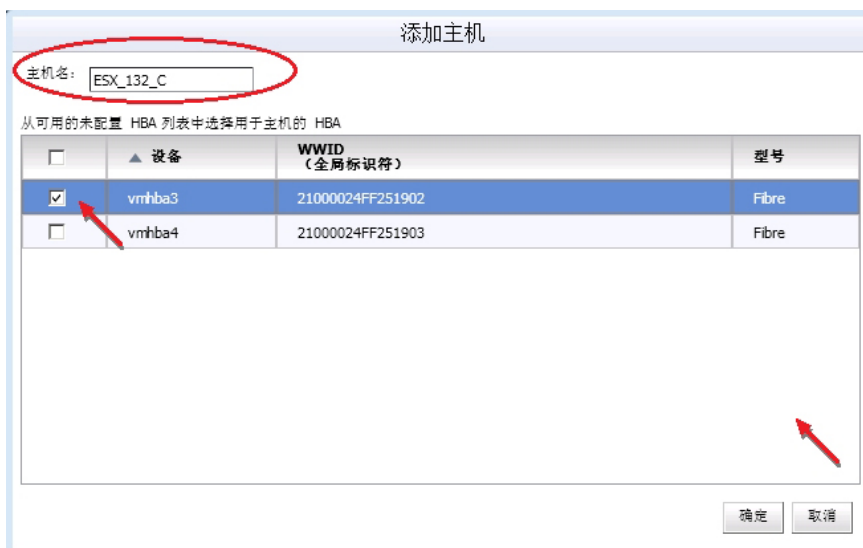 添加主机
主机名: ESX_132_C
从可用的未配置 HBA 列表中选择用于主机的 HBA
▲ 设备 WWID (全局标识符) 型号
vmhba3 21000024FF251902 Fibre
vmhba4 21000024FF251903 Fibre
确定 取消